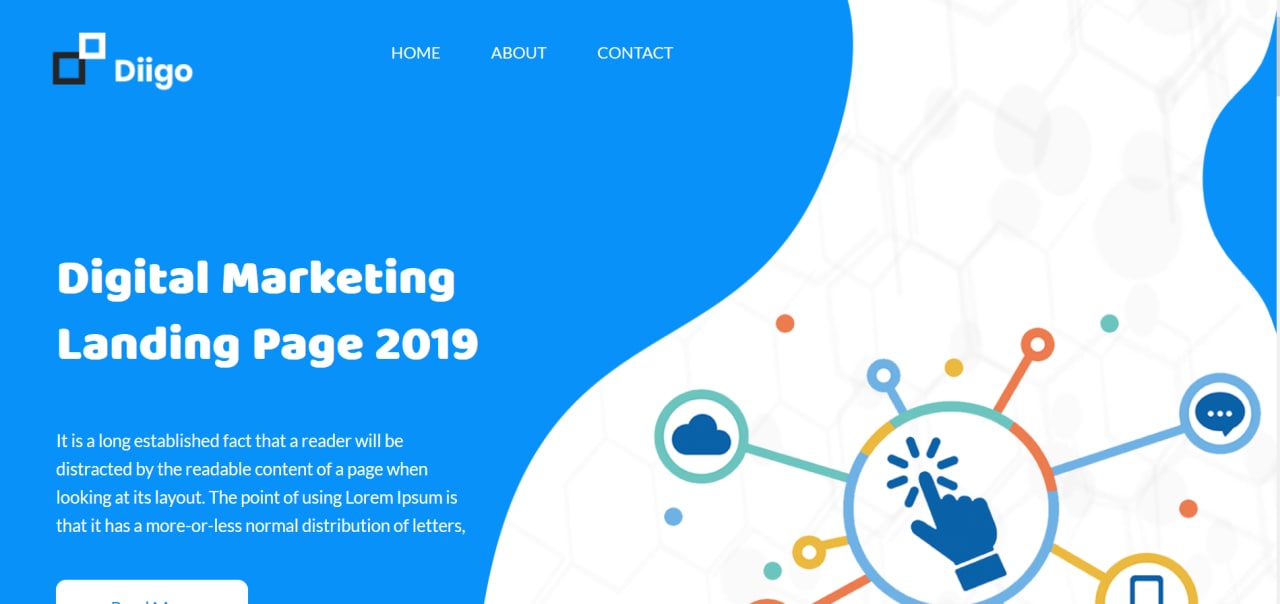 Diigo
HOME ABOUT CONTACT
Digital Marketing
Landing Page 2019
It is a long established fact that a reader will be
distracted by the readable content of a page when
looking at its layout. The point of using Lorem Ipsum is
that it has a more-or-less normal distribution of letters,